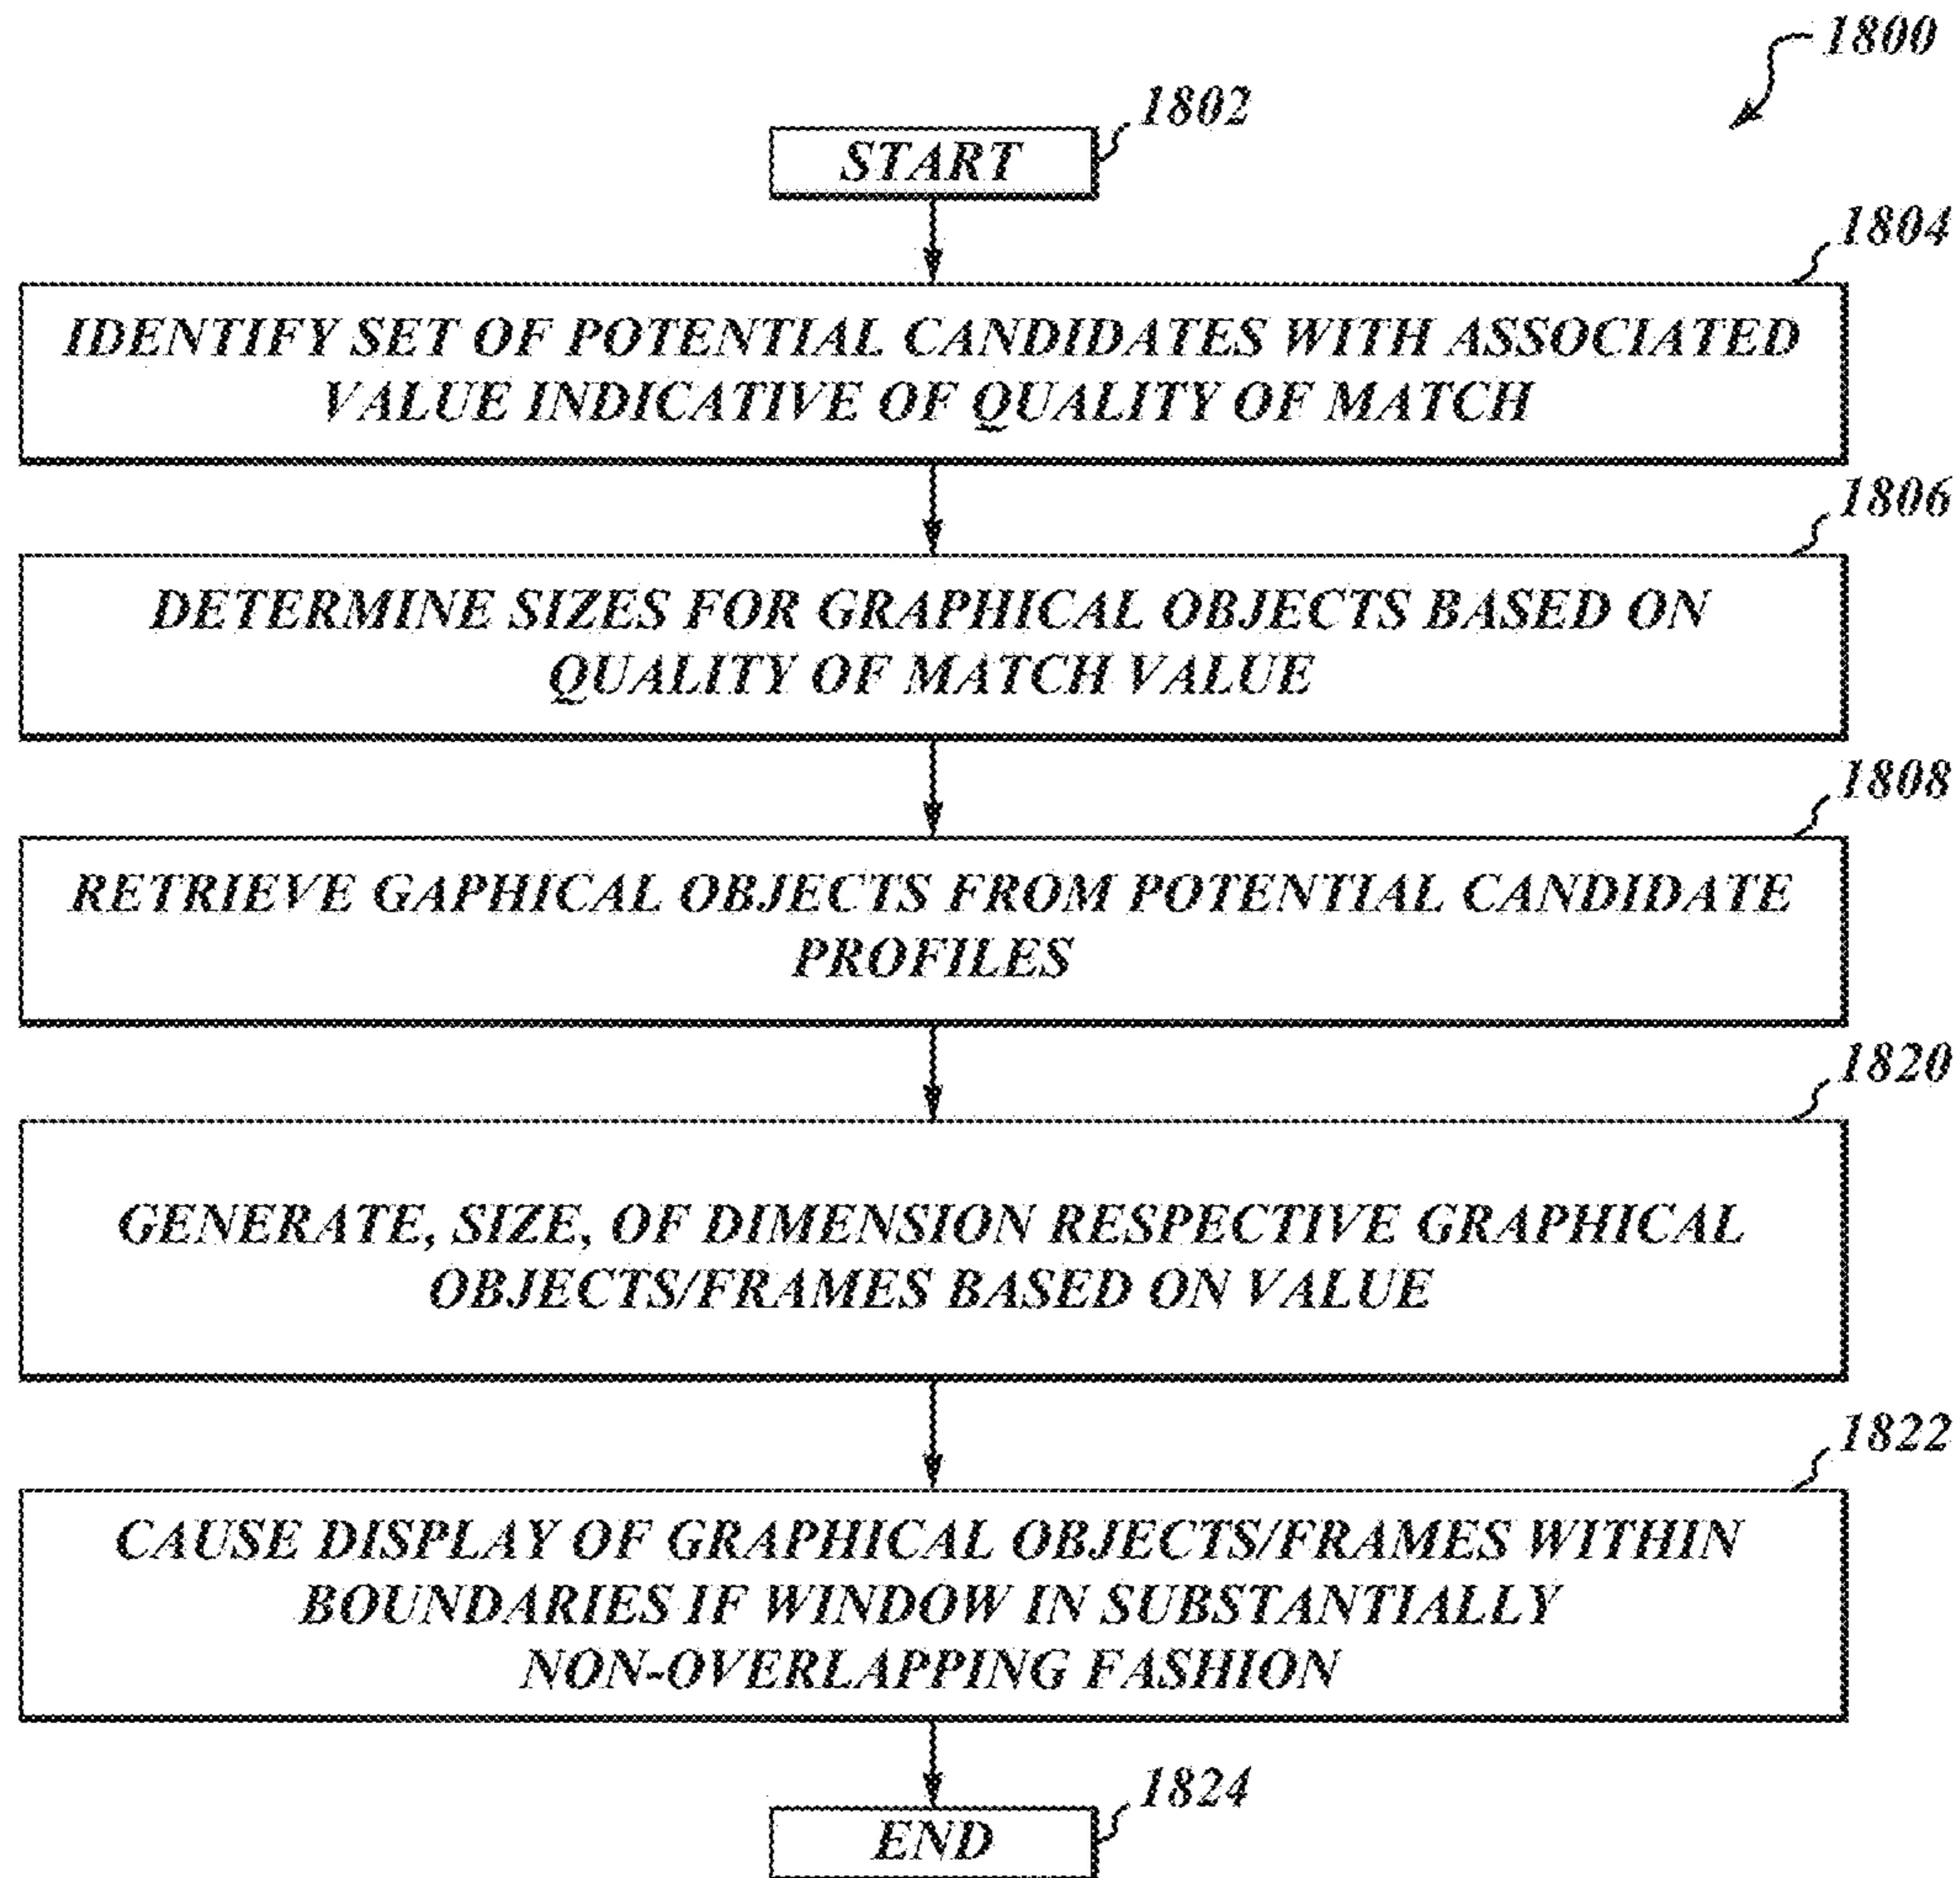 1800
1802
START
1804
IDENTIFY SET OF POTENTIAL CANDIDATES WITH ASSOCIATED
VALUE INDICATIVE OF QUALITY OF MATCH
1806
DETERMINE SIZES FOR GRAPHICAL OBJECTS BASED ON
QUALITY OF MATCH VALUE
1808
RETRIEVE GAPHICAL OBJECTS FROM POTENTIAL CANDIDATE
PROFILES
1820
GENERATE, SIZE, OF DIMENSION RESPECTIVE GRAPHICAL
OBJECTS/FRAMES BASED ON VALUE
1822
CAUSE DISPLAY OF GRAPHICAL OBJECTS/FRAMES WITHIN
BOUNDARIES IF WINDOW IN SUBSTANTIALLY
NON-OVERLAPPING FASHION
1824
END